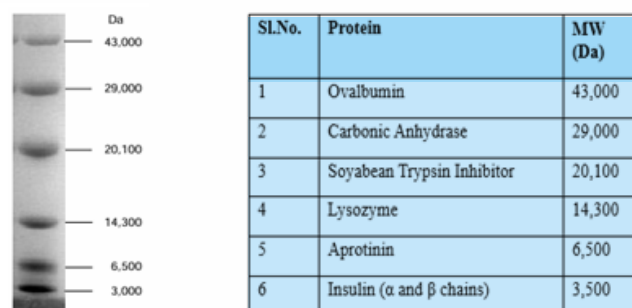 Da
43,000
29,000
20,100
14,300
6,500
3,000
Sl.No. Protein MW
(Da)
1 Ovalbumin 43,000
2 Carbonic Anhydrase 29,000
3 Soyabean Trypsin Inhibitor 20,100
4 Lysozyme 14,300
5 Aprotinin 6,500
6 Insulin (α and β chains) 3,500